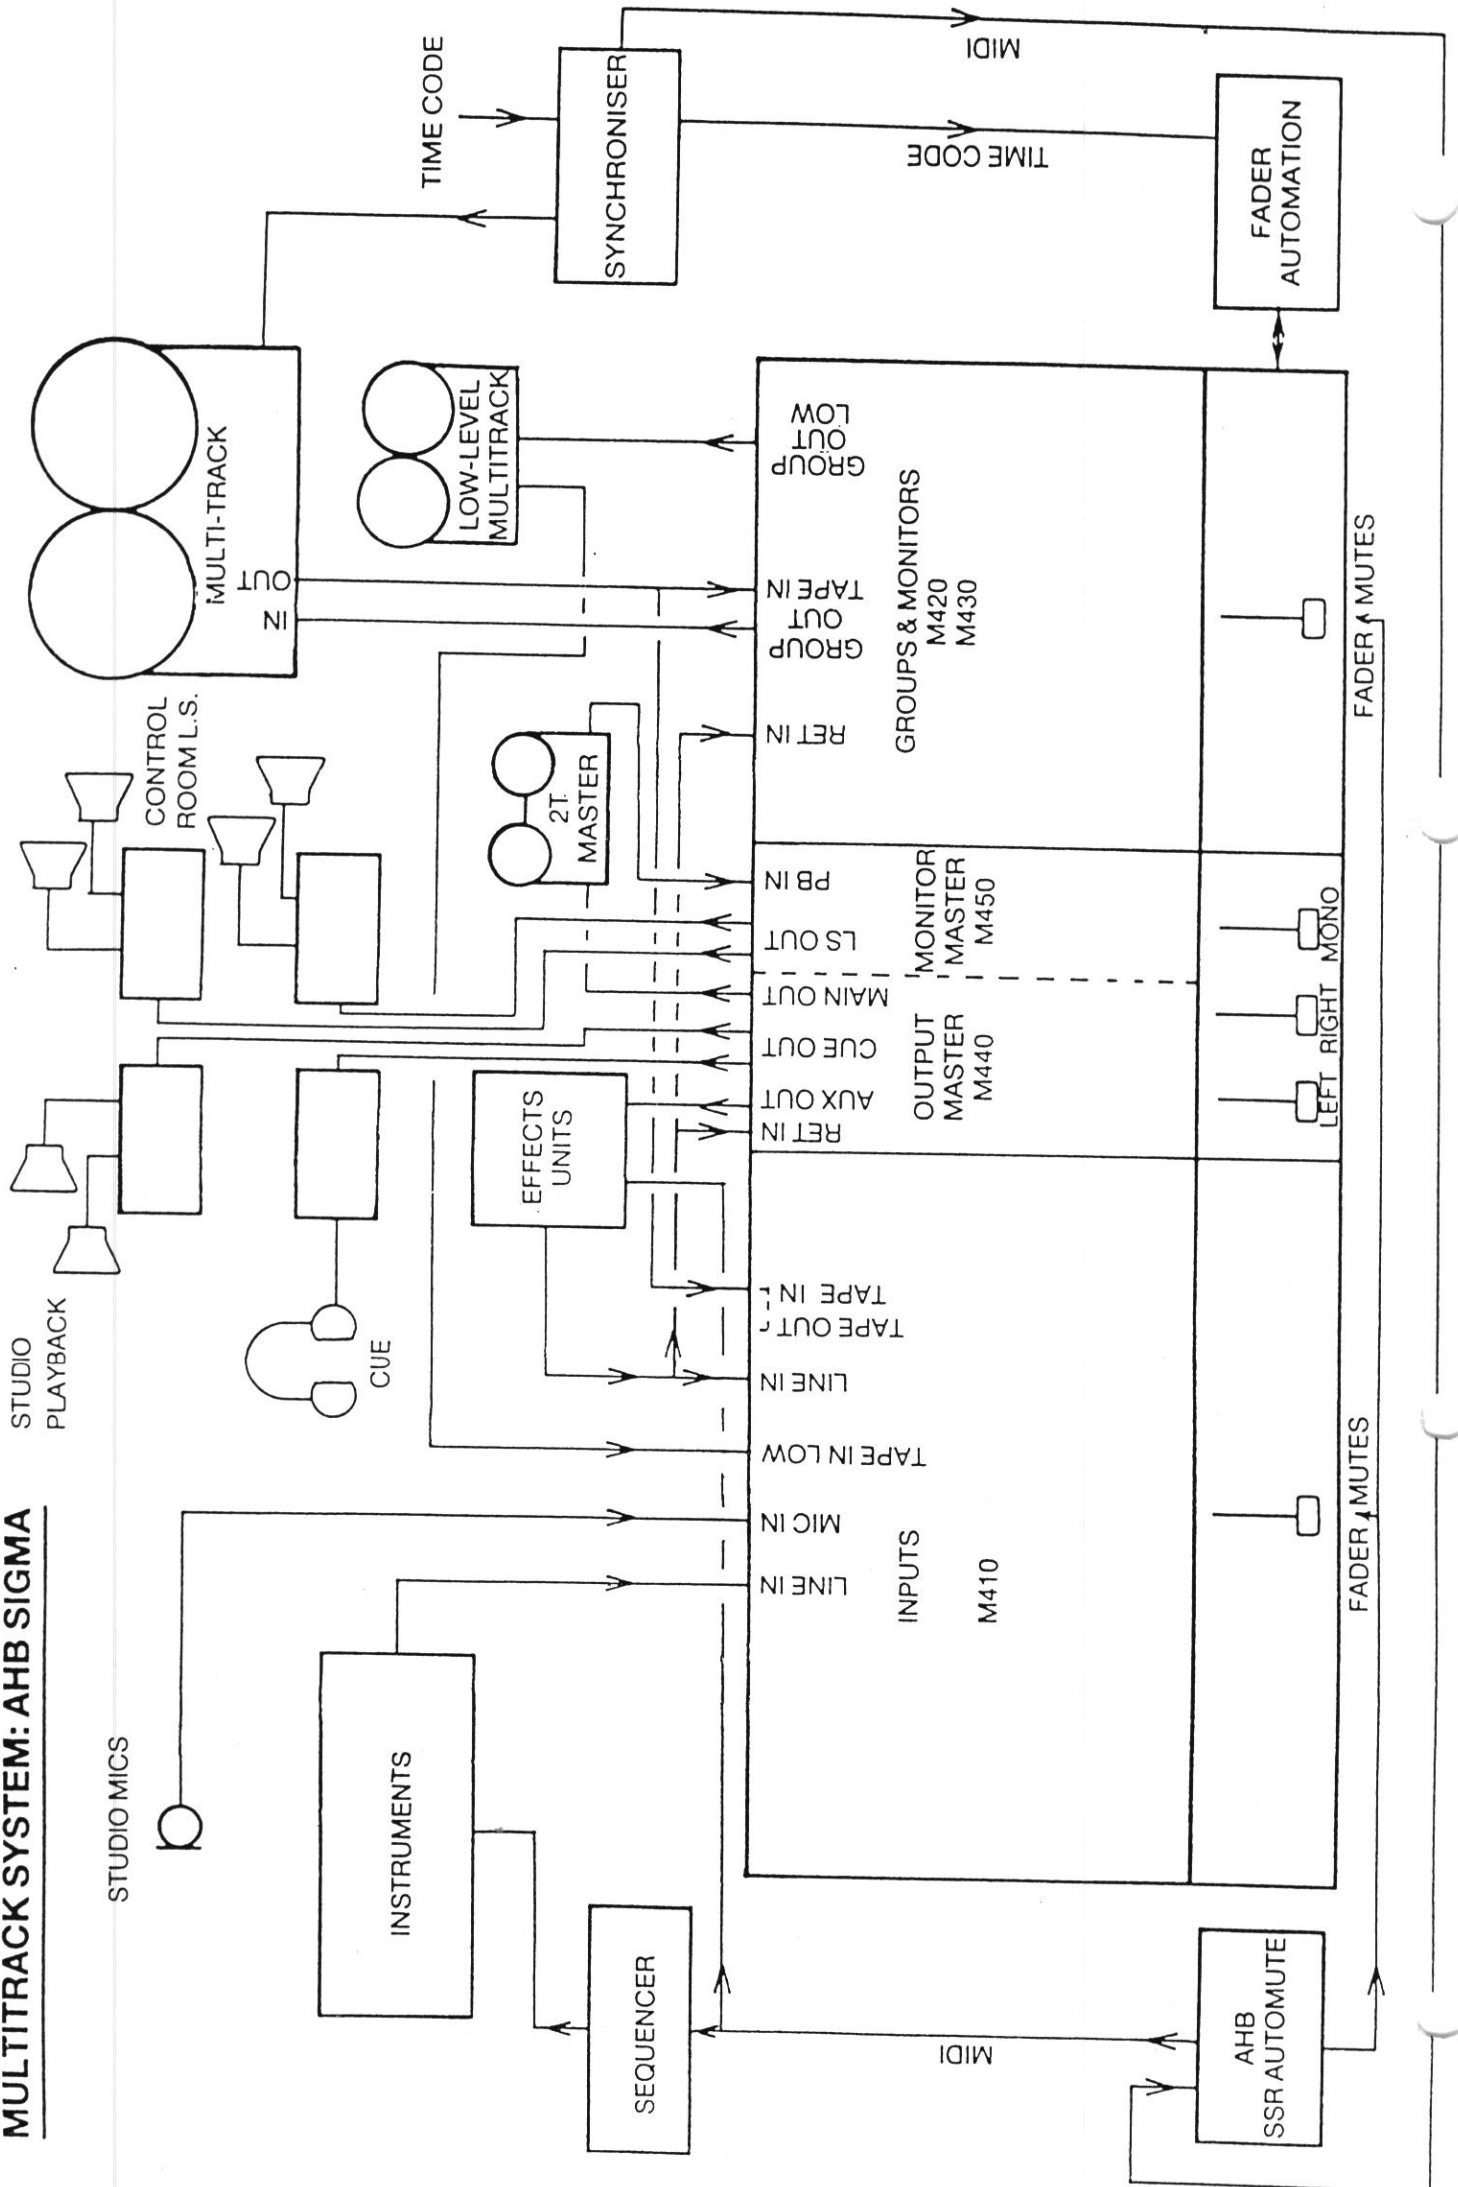 MULTITRACK SYSTEM: AHB SIGMA
STUDIO
PLAYBACK
CONTROL
ROOM L.S.
MULTI-TRACK
IN
OUT
TIME CODE
STUDIO MICS
CUE
LOW-LEVEL
MULTITRACK
SYNCHRONISER
MIDI
TIME CODE
INSTRUMENTS
EFFECTS
UNITS
2T.
MASTER
SEQUENCER
LINE IN
MIC IN
TAPE IN LOW
LINE IN
TAPE OUT
TAPE IN
RET IN
AUX OUT
CUE OUT
MAIN OUT
LS OUT
PB IN
RET IN
GROUP
OUT
TAPE IN
GROUP
OUT
LOW
INPUTS
M410
OUTPUT
MASTER
M440
MONITOR
MASTER
M450
GROUPS & MONITORS
M420
M430
MIDI
FADER
AUTOMATION
LEFT
RIGHT
MONO
AHB
SSR AUTOMUTE
FADER MUTES
FADER MUTES